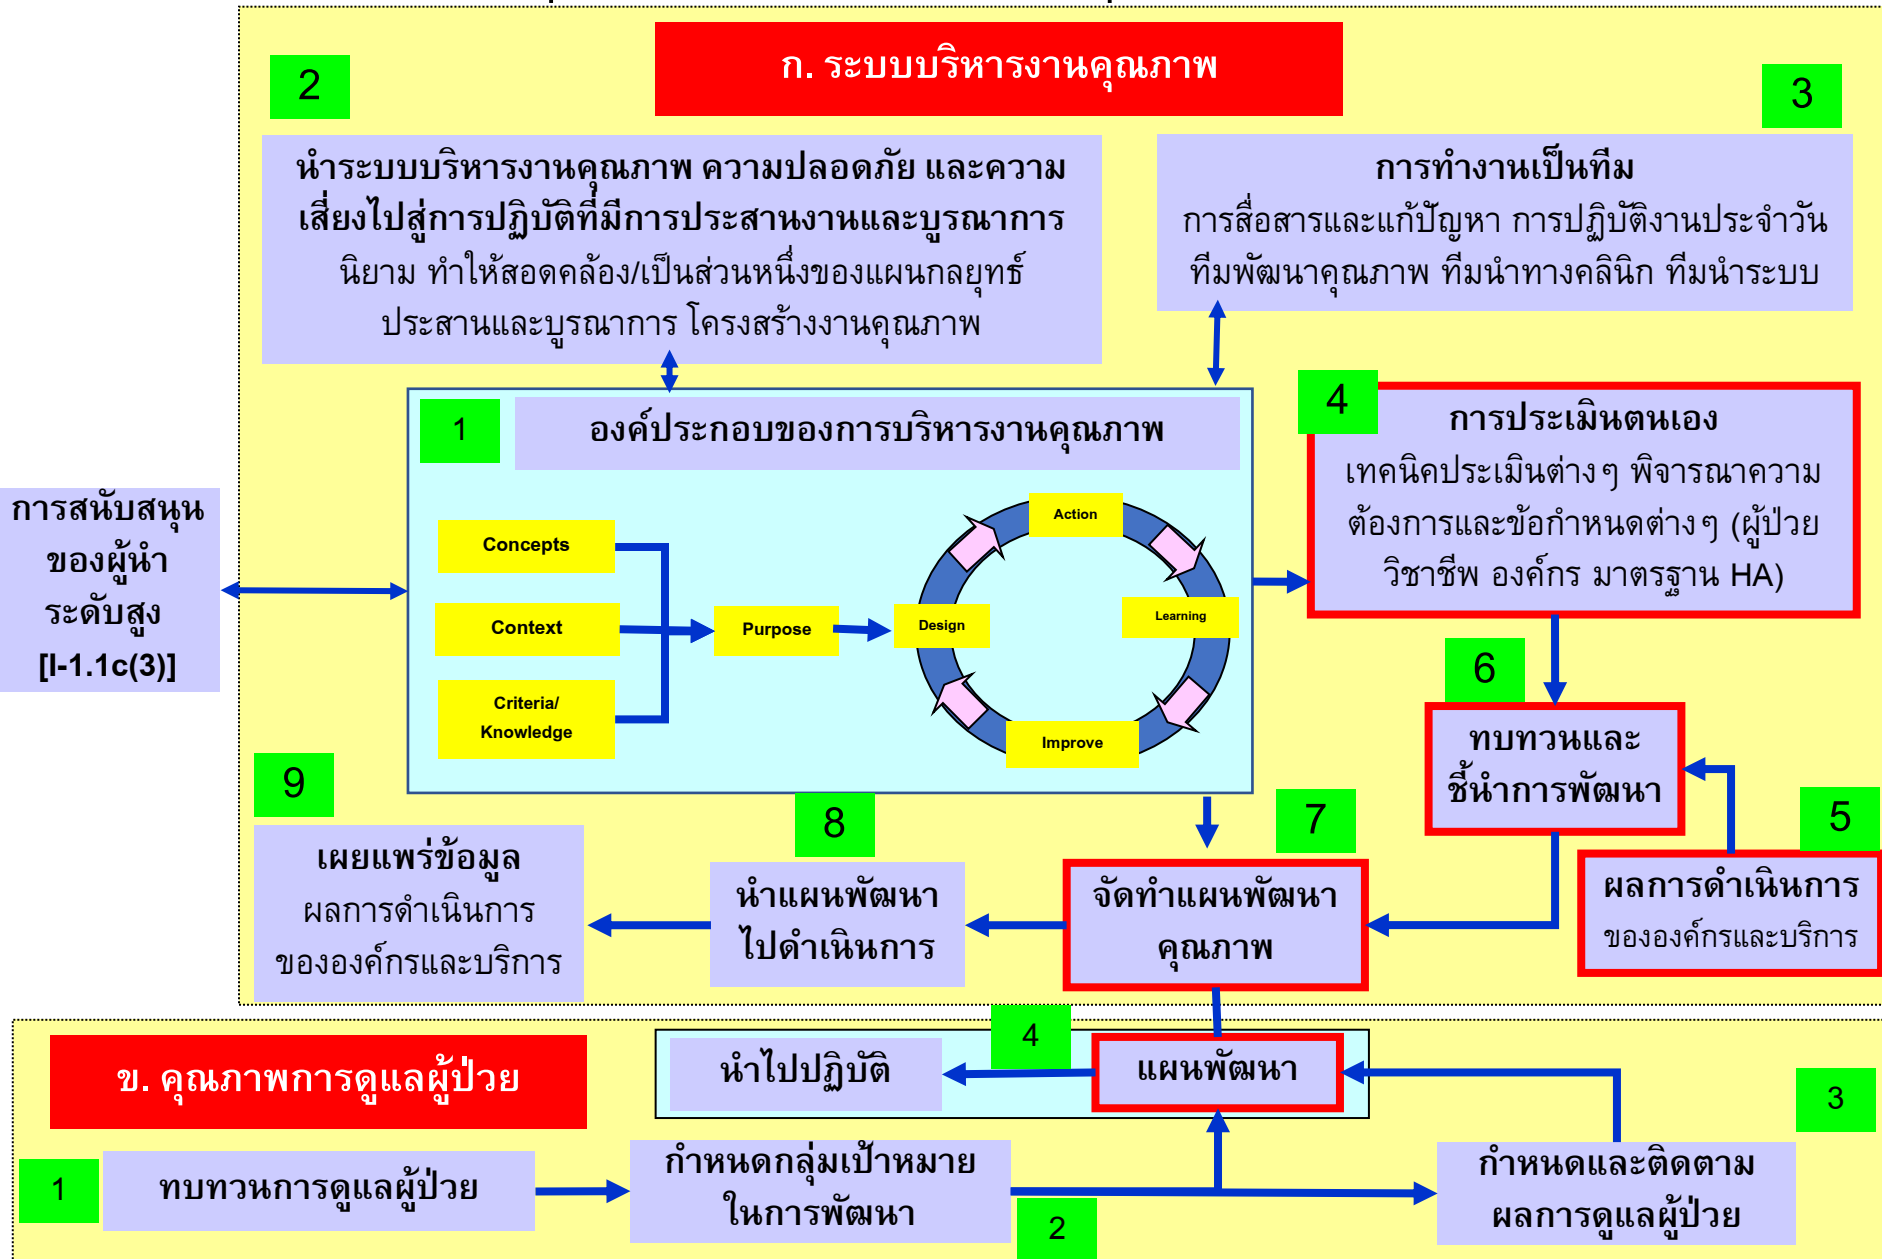 ก. ระบบบริหารงานคุณภาพ
2
3
นำระบบบริหารงานคุณภาพ ความปลอดภัย และความ
เสี่ยงไปสู่การปฏิบัติที่มีการประสานงานและบูรณาการ
นิยาม ทำให้สอดคล้อง/เป็นส่วนหนึ่งของแผนกลยุทธ์
ประสานและบูรณาการ โครงสร้างงานคุณภาพ
การทำงานเป็นทีม
การสื่อสารและแก้ปัญหา การปฏิบัติงานประจำวัน
ทีมพัฒนาคุณภาพ ทีมนำทางคลินิก ทีมนำระบบ
1
องค์ประกอบของการบริหารงานคุณภาพ
4
การประเมินตนเอง
เทคนิคประเมินต่างๆ พิจารณาความ
ต้องการและข้อกำหนดต่างๆ (ผู้ป่วย
วิชาชีพ องค์กร มาตรฐาน HA)
การสนับสนุน
ของผู้นำ
ระดับสูง
[I-1.1c(3)]
Concepts
Context
Criteria/
Knowledge
Purpose
Design
Action
Learning
Improve
6
ทบทวนและ
ชี้นำการพัฒนา
5
ผลการดำเนินการ
ขององค์กรและบริการ
9
เผยแพร่ข้อมูล
ผลการดำเนินการ
ขององค์กรและบริการ
8
นำแผนพัฒนา
ไปดำเนินการ
7
จัดทำแผนพัฒนา
คุณภาพ
ข. คุณภาพการดูแลผู้ป่วย
นำไปปฏิบัติ
4
แผนพัฒนา
3
1
ทบทวนการดูแลผู้ป่วย
กำหนดกลุ่มเป้าหมาย
ในการพัฒนา
2
กำหนดและติดตาม
ผลการดูแลผู้ป่วย